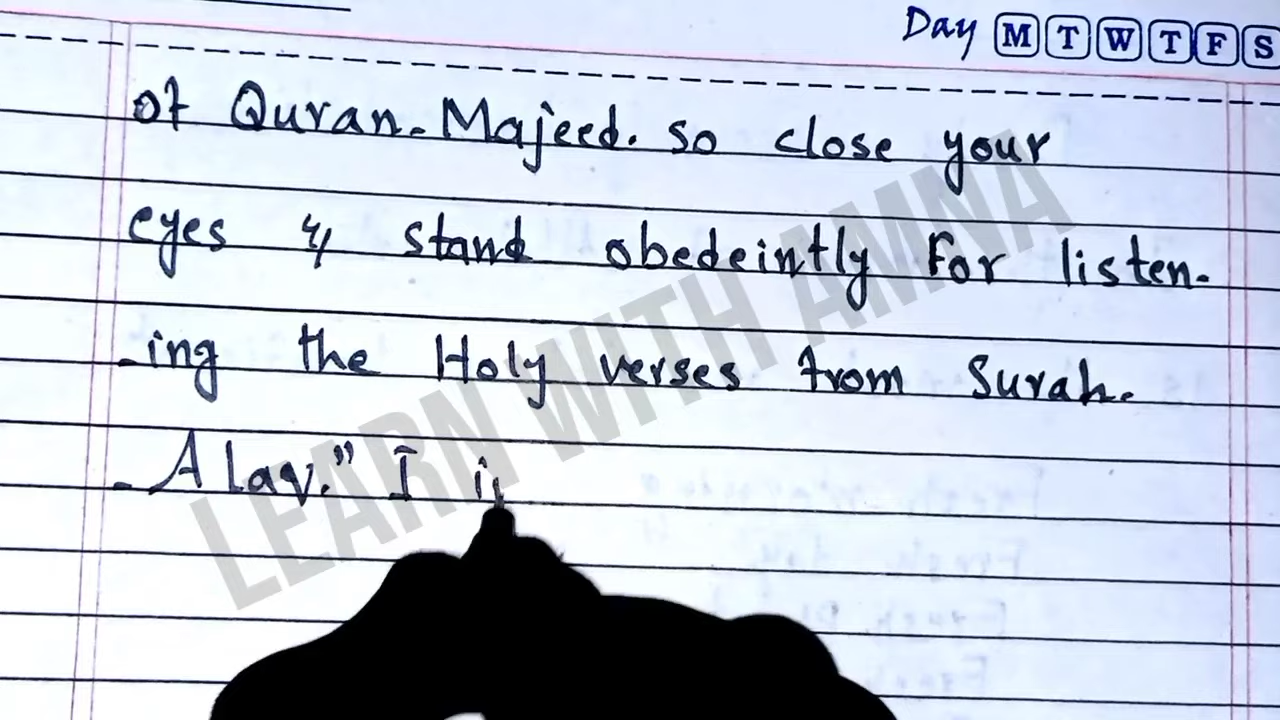 Day M T W T F S
of Quran-Majeed. So close your
eyes & stand obedeintly for listen-
-ing the Holy verses from Surah-
-Alaq." I
LEARN WITH AMNA